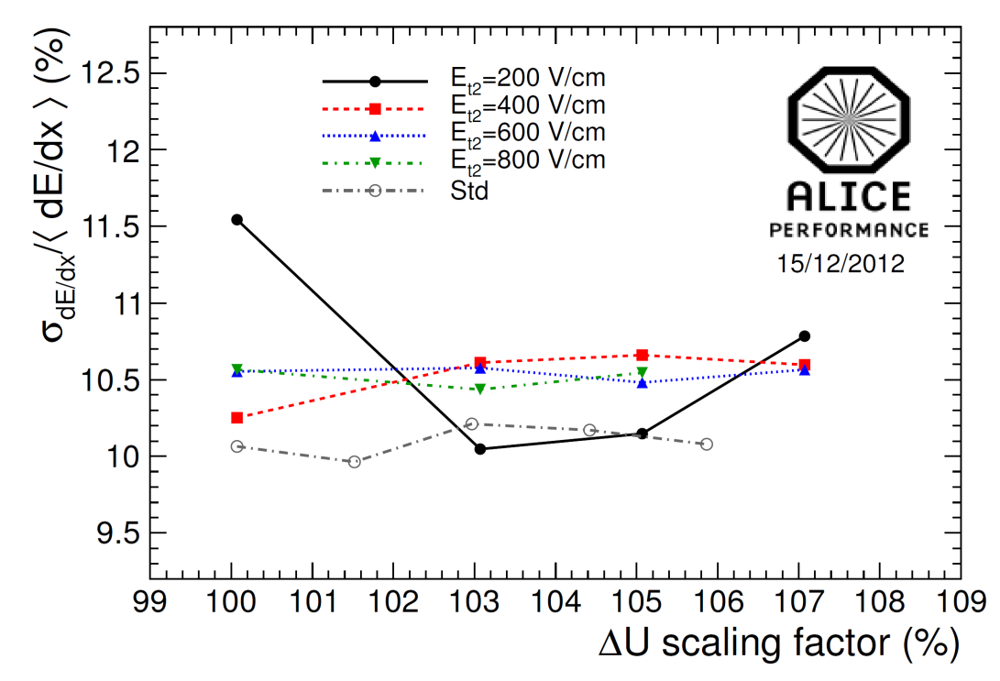 σdE/dx/⟨ dE/dx ⟩ (%)
12.5
12
11.5
11
10.5
10
9.5
Et2=200 V/cm
Et2=400 V/cm
Et2=600 V/cm
Et2=800 V/cm
Std
ALICE
PERFORMANCE
15/12/2012
99 100 101 102 103 104 105 106 107 108 109
ΔU scaling factor (%)